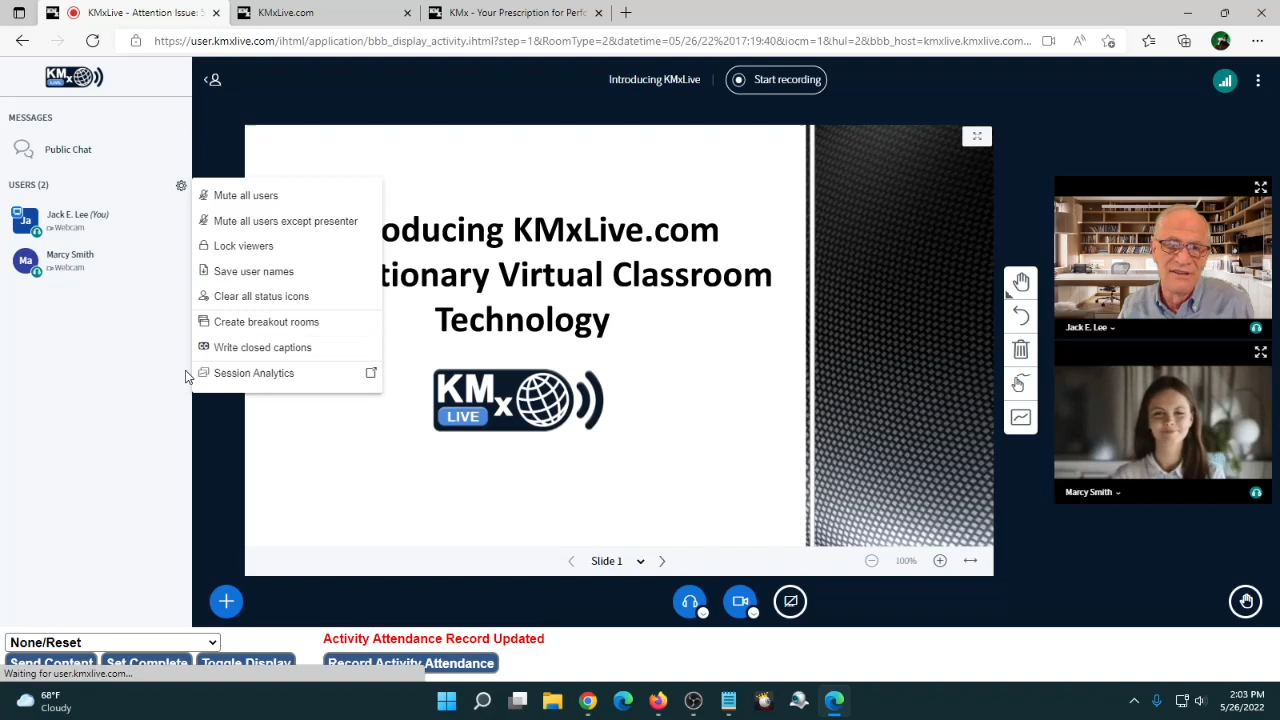 KMxLive - Attention Issues: S
KMxLive.com
KMx - Your Prescription for Perfo
https://user.kmxlive.com/ihtml/application/bbb_display_activity.ihtml?step=1&RoomType=2&datetime=05/26/22%2017:19:40&iocm=1&hul=2&bbb_host=kmxlive.kmxlive.com...
KMx LIVE
Introducing KMxLive
Start recording
MESSAGES
Public Chat
USERS (2)
Ja
Jack E. Lee (You)
Webcam
Ma
Marcy Smith
Webcam
Mute all users
Mute all users except presenter
Lock viewers
Save user names
Clear all status icons
Create breakout rooms
Write closed captions
Session Analytics
oducing KMxLive.com
tionary Virtual Classroom
Technology
KMx
LIVE
Jack E. Lee
Marcy Smith
Slide 1
100%
None/Reset
Activity Attendance Record Updated
Send Content
Set Complete
Toggle Display
Record Activity Attendance
Waiting for user.kmxlive.com...
68°F
Cloudy
2:03 PM
5/26/2022